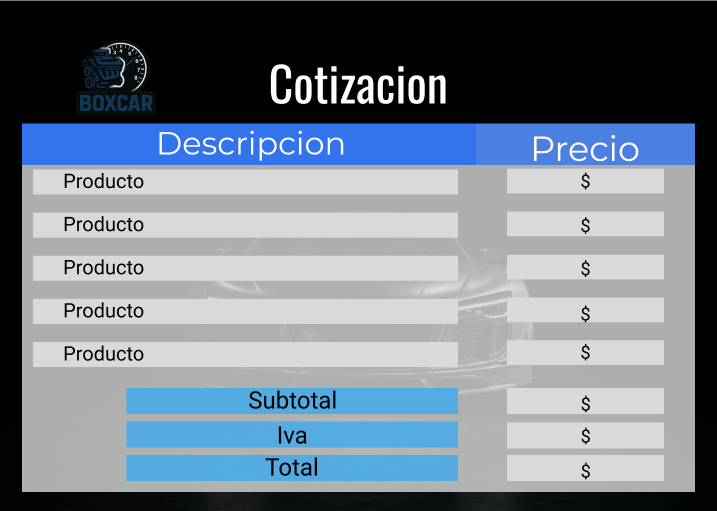 Cotizacion
BOXCAR
Descripcion Precio
Producto $
Producto $
Producto $
Producto $
Producto $
Subtotal $
Iva $
Total $